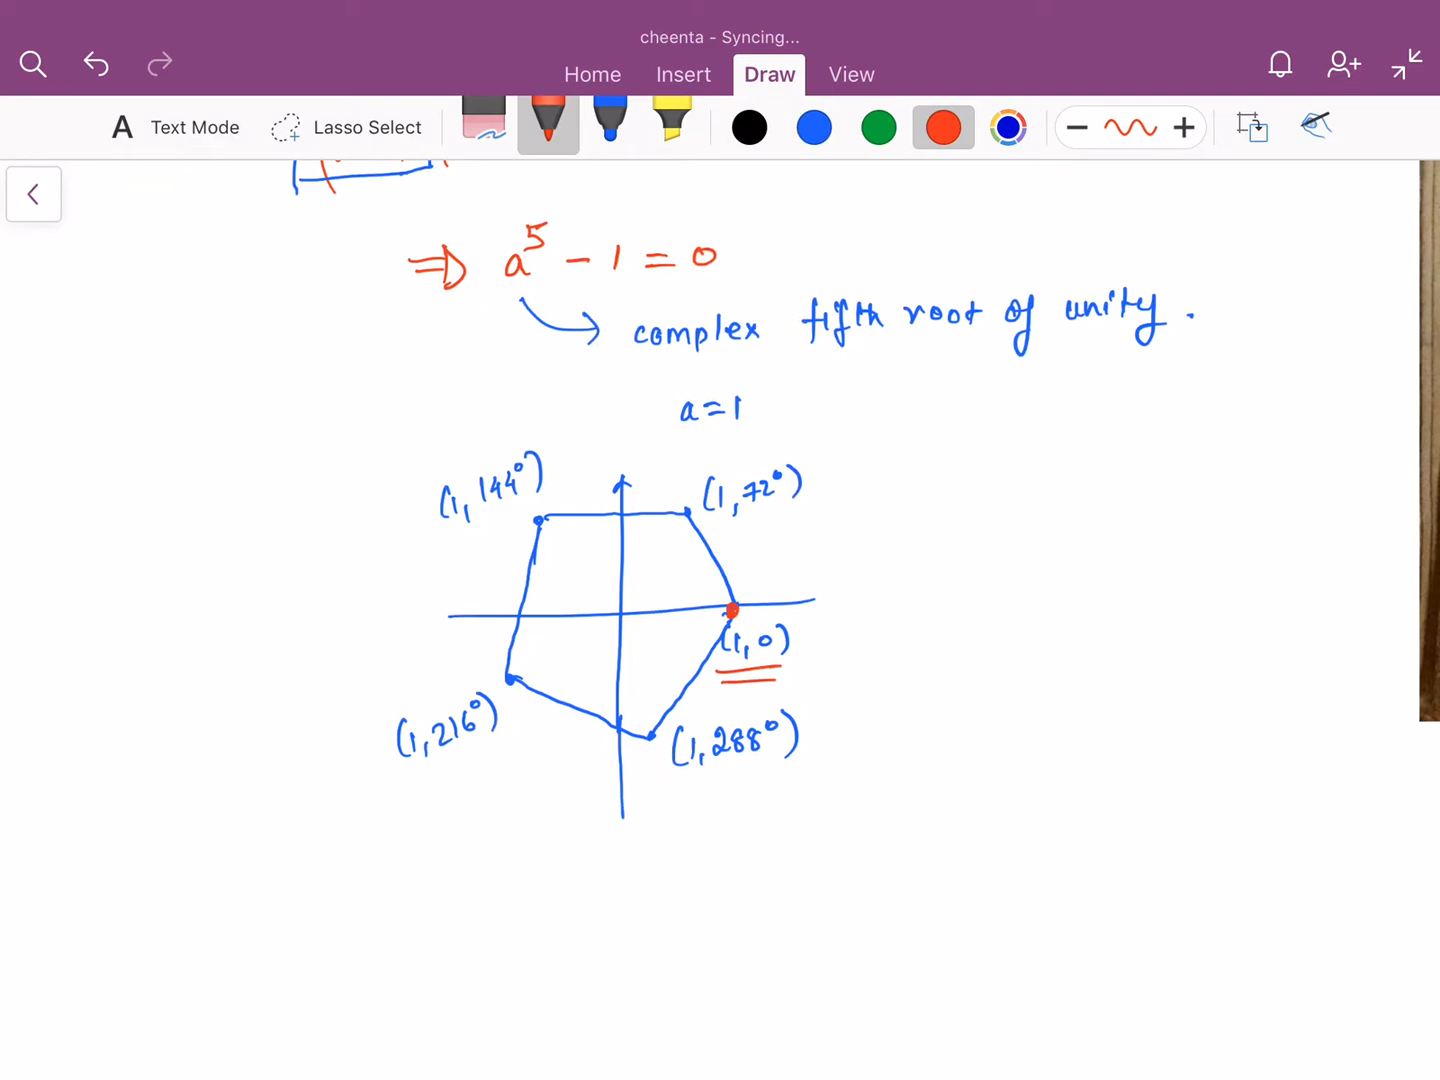 cheenta - Syncing...
Home Insert Draw View
A Text Mode Lasso Select
⇒ a⁵ - 1 = 0
complex fifth root of unity.
a = 1
(1, 144°) (1, 72°)
(1, 0)
(1, 216°) (1, 288°)